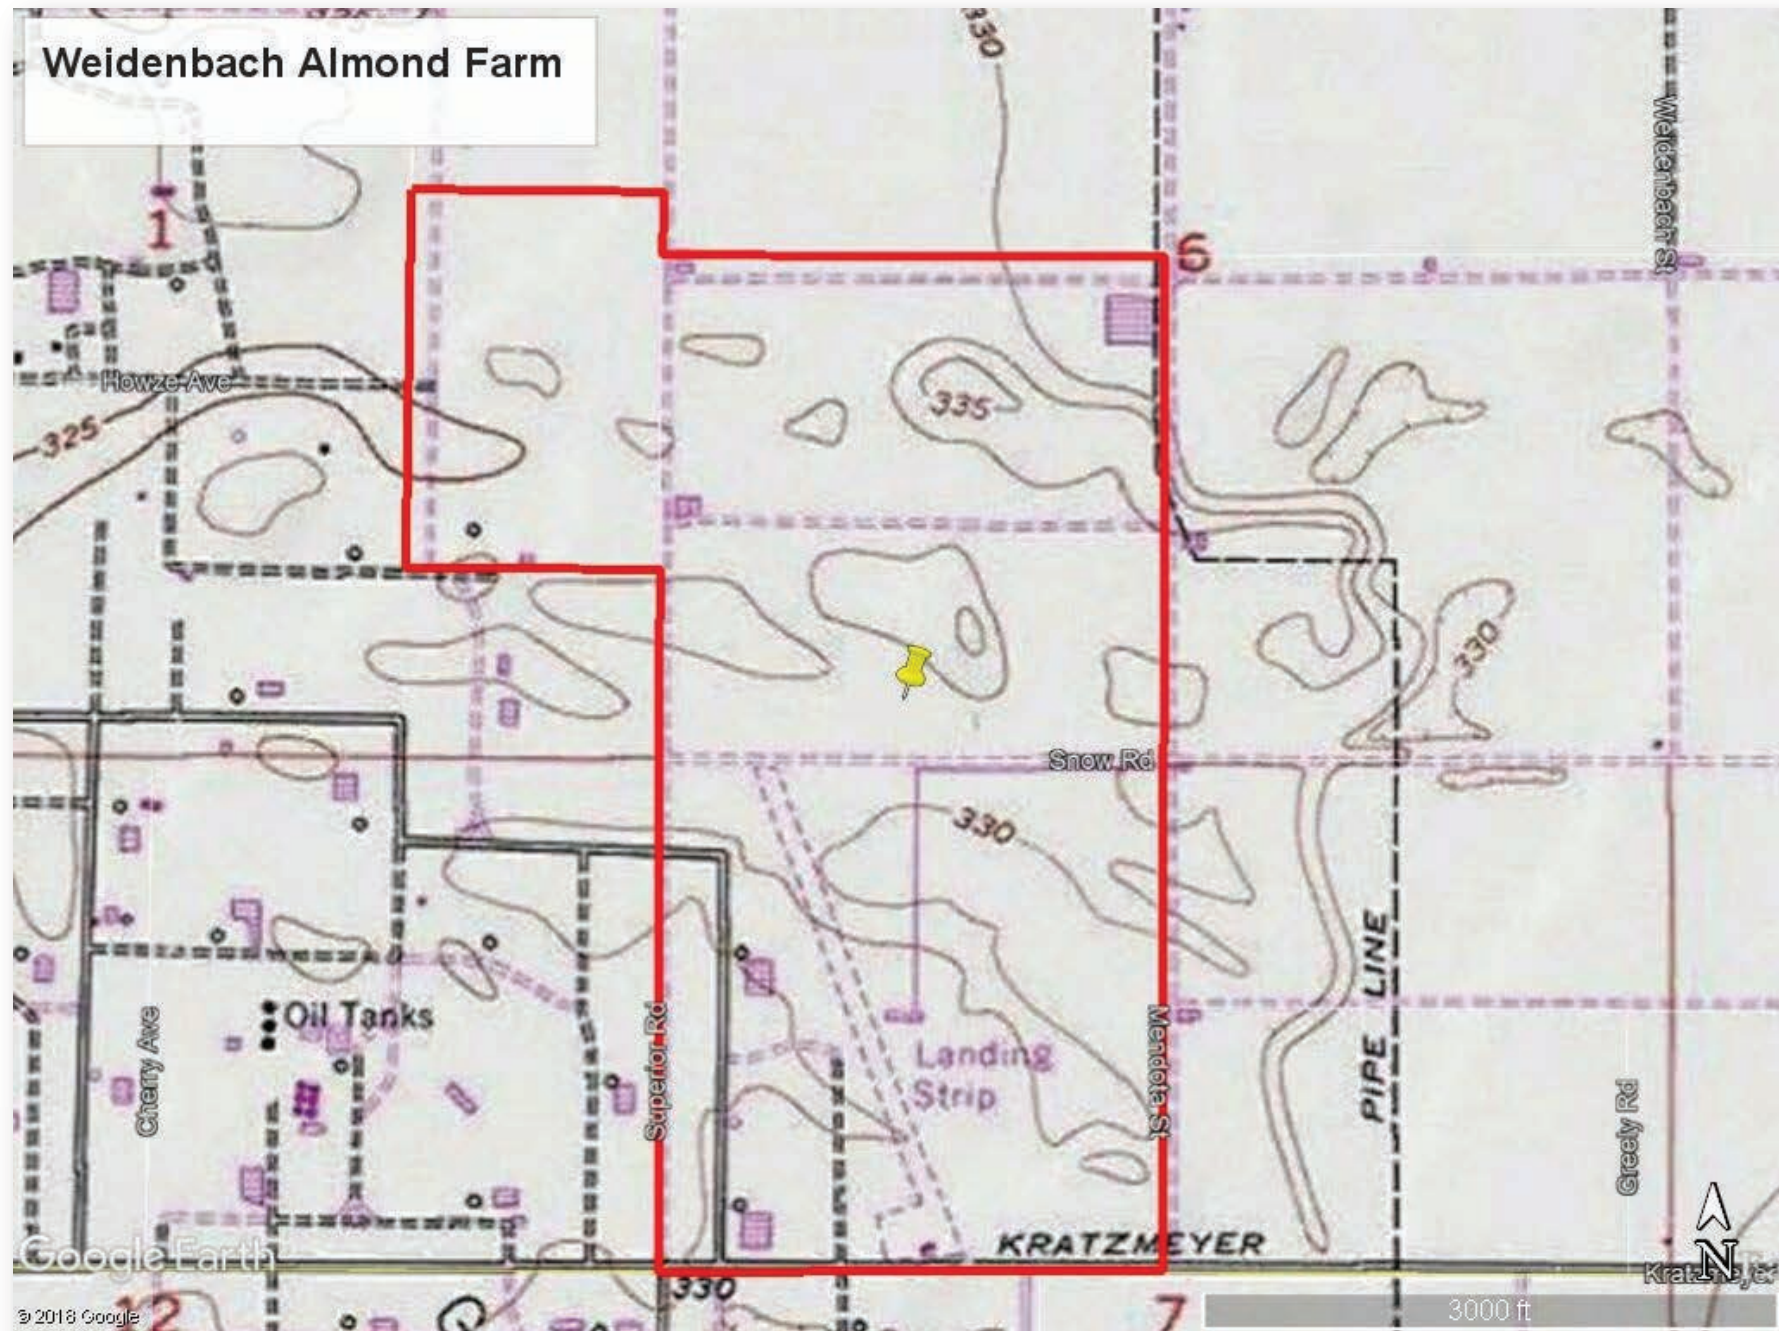 Weidenbach Almond Farm
330
Weidenbach St
1
6
Howze Ave
325
335
330
Snow Rd
330
Oil Tanks
Cherry Ave
Superior Rd
Landing
Strip
Mendota St
PIPE LINE
Greely Rd
KRATZMEYER
N
Google Earth
Kratzmeyer
330
12
7
3000 ft
© 2018 Google